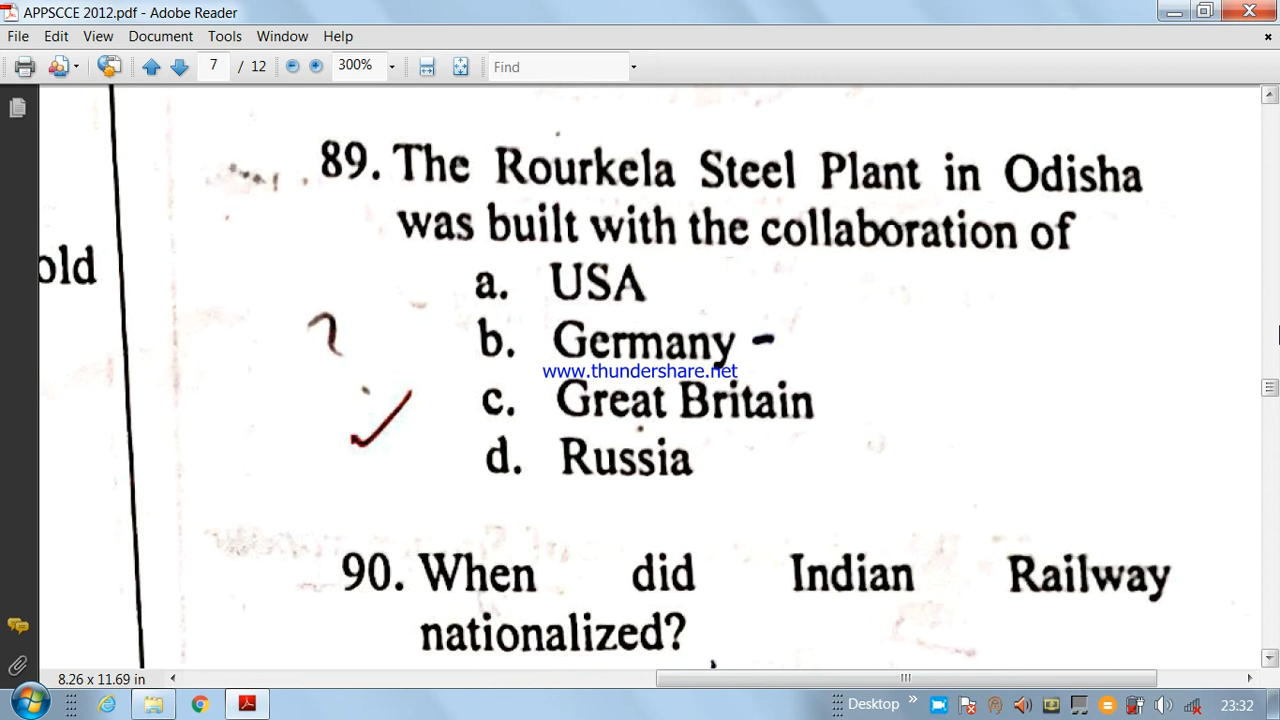 APPSCCE 2012.pdf - Adobe Reader
File Edit View Document Tools Window Help
7 / 12 300% Find
89. The Rourkela Steel Plant in Odisha
was built with the collaboration of
a. USA
old
b. Germany -
www.thundershare.net
c. Great Britain
d. Russia
90. When did Indian Railway
nationalized?
8.26 x 11.69 in
Desktop » 23:32